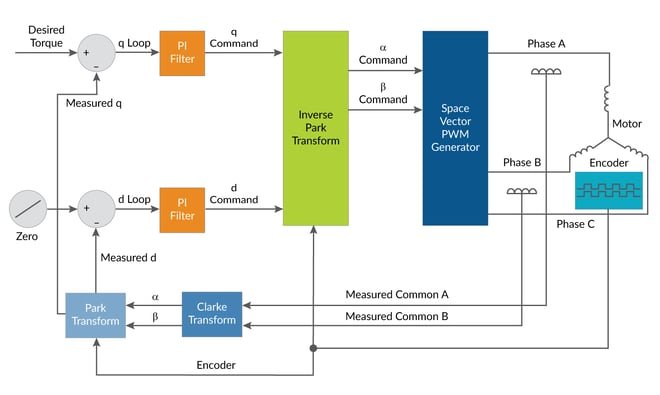 Desired
Torque
+
−
q Loop
PI
Filter
q
Command
Measured q
Inverse
Park
Transform
α
Command
β
Command
Space
Vector
PWM
Generator
Phase A
Motor
Phase B
Encoder
Phase C
Zero
+
−
d Loop
PI
Filter
d
Command
Measured d
Park
Transform
α
β
Clarke
Transform
Measured Common A
Measured Common B
Encoder